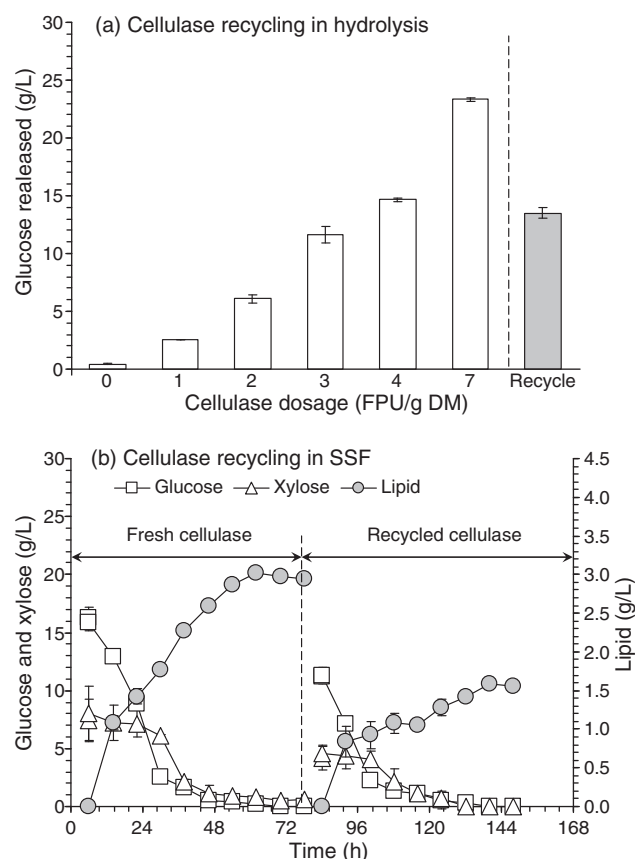 (a) Cellulase recycling in hydrolysis
Glucose realeased (g/L)
30
25
20
15
10
5
0
0 1 2 3 4 7 Recycle
Cellulase dosage (FPU/g DM)
(b) Cellulase recycling in SSF
Glucose Xylose Lipid
Fresh cellulase Recycled cellulase
Glucose and xylose (g/L)
30
25
20
15
10
5
0
4.5
4.0
3.5
3.0
2.5
2.0
1.5
1.0
0.5
0.0
Lipid (g/L)
0 24 48 72 96 120 144 168
Time (h)